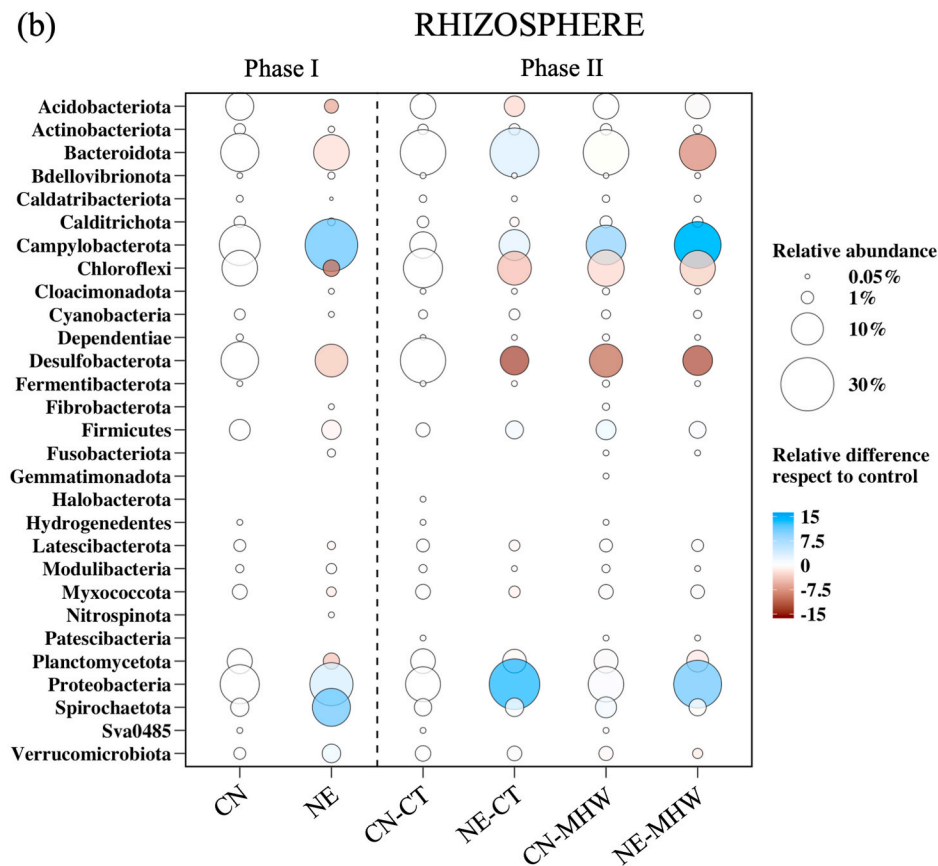 (b) RHIZOSPHERE
Phase I Phase II
Acidobacteriota
Actinobacteriota
Bacteroidota
Bdellovibrionota
Caldatribacteriota
Calditrichota
Campylobacterota
Chloroflexi
Cloacimonadota
Cyanobacteria
Dependentiae
Desulfobacterota
Fermentibacterota
Fibrobacterota
Firmicutes
Fusobacteriota
Gemmatimonadota
Halobacterota
Hydrogenedentes
Latescibacterota
Modulibacteria
Myxococcota
Nitrospinota
Patescibacteria
Planctomycetota
Proteobacteria
Spirochaetota
Sva0485
Verrucomicrobiota
CN NE CN-CT NE-CT CN-MHW NE-MHW
Relative abundance
0.05%
1%
10%
30%
Relative difference
respect to control
15
7.5
0
-7.5
-15